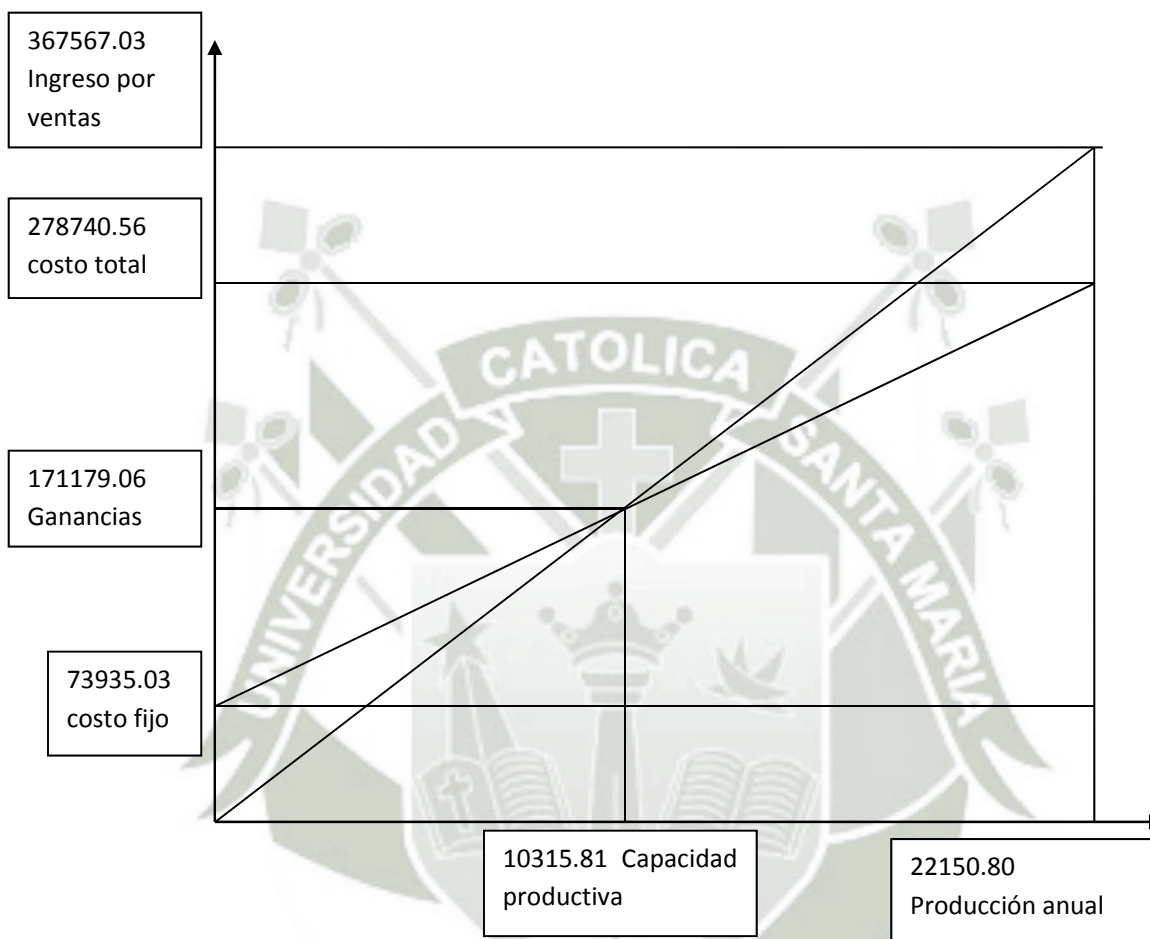 367567.03
Ingreso por
ventas
278740.56
costo total
CATOLICA
UNIVERSIDAD
SANTA MARIA
171179.06
Ganancias
73935.03
costo fijo
10315.81 Capacidad
productiva
22150.80
Producción anual